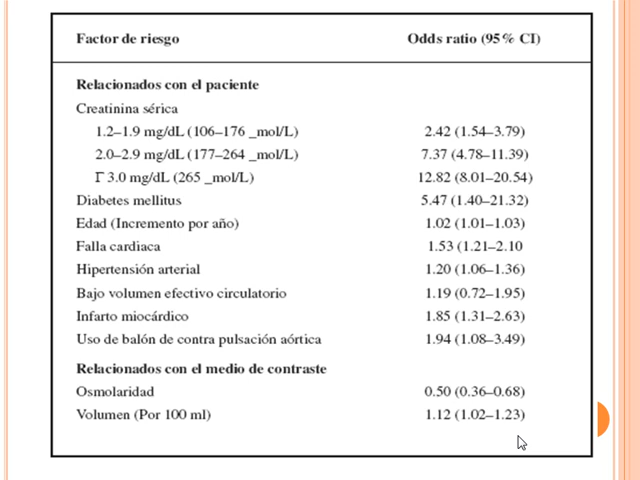 Factor de riesgo Odds ratio (95% CI)
Relacionados con el paciente
Creatinina sérica
1.2–1.9 mg/dL (106–176 _mol/L) 2.42 (1.54–3.79)
2.0–2.9 mg/dL (177–264 _mol/L) 7.37 (4.78–11.39)
Γ 3.0 mg/dL (265 _mol/L) 12.82 (8.01–20.54)
Diabetes mellitus 5.47 (1.40–21.32)
Edad (Incremento por año) 1.02 (1.01–1.03)
Falla cardiaca 1.53 (1.21–2.10
Hipertensión arterial 1.20 (1.06–1.36)
Bajo volumen efectivo circulatorio 1.19 (0.72–1.95)
Infarto miocárdico 1.85 (1.31–2.63)
Uso de balón de contra pulsación aórtica 1.94 (1.08–3.49)
Relacionados con el medio de contraste
Osmolaridad 0.50 (0.36–0.68)
Volumen (Por 100 ml) 1.12 (1.02–1.23)